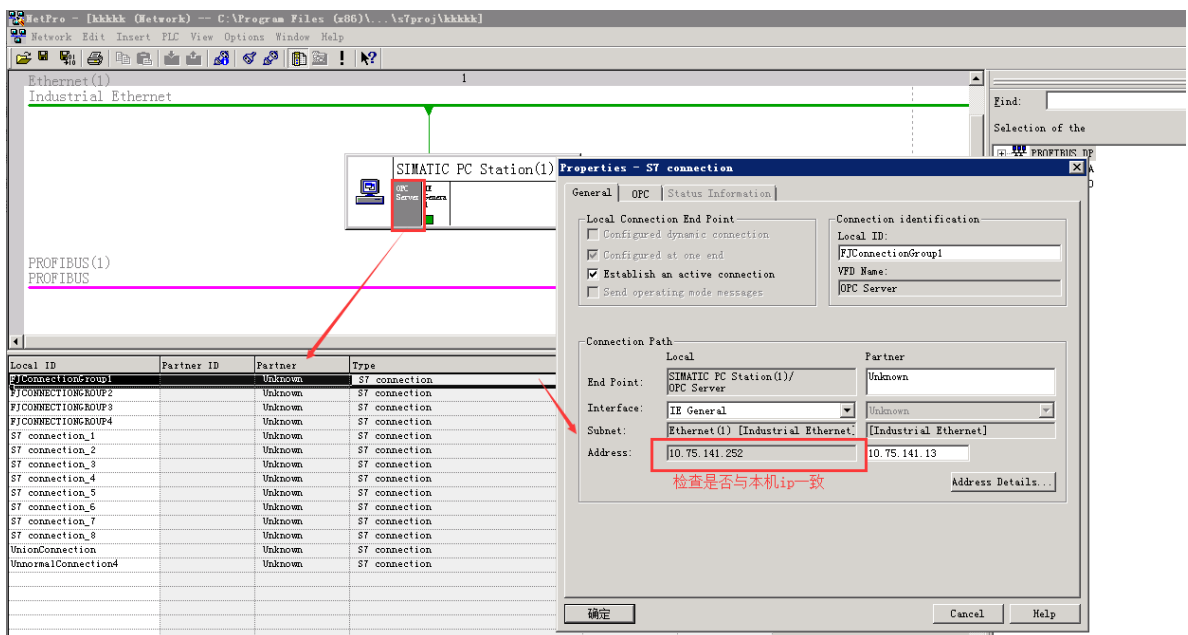 NetPro - [kkkkk (Network) -- C:\Program Files (x86)\...\s7proj\kkkkk]
Network Edit Insert PLC View Options Window Help
Ethernet(1)
1
Industrial Ethernet
Find:
Selection of the
PROFIBUS DP
SIMATIC PC Station(1)
OPC Server
IE General
PROFIBUS(1)
PROFIBUS
Local ID Partner ID Partner Type
FJConnectionGroup1 Unknown S7 connection
FJCONNECTIONGROUP2 Unknown S7 connection
FJCONNECTIONGROUP3 Unknown S7 connection
FJCONNECTIONGROUP4 Unknown S7 connection
S7 connection_1 Unknown S7 connection
S7 connection_2 Unknown S7 connection
S7 connection_3 Unknown S7 connection
S7 connection_4 Unknown S7 connection
S7 connection_5 Unknown S7 connection
S7 connection_6 Unknown S7 connection
S7 connection_7 Unknown S7 connection
S7 connection_8 Unknown S7 connection
UnionConnection Unknown S7 connection
UnnormalConnection4 Unknown S7 connection
Properties - S7 connection
General OPC Status Information
Local Connection End Point
Configured dynamic connection
Configured at one end
Establish an active connection
Send operating mode messages
Connection identification
Local ID:
FJConnectionGroup1
VFD Name:
OPC Server
Connection Path
Local Partner
End Point: SIMATIC PC Station(1)/ Unknown
OPC Server
Interface: IE General Unknown
Subnet: Ethernet(1) [Industrial Ethernet] [Industrial Ethernet]
Address: 10.75.141.252 10.75.141.13
检查是否与本机ip一致
Address Details...
确定 Cancel Help